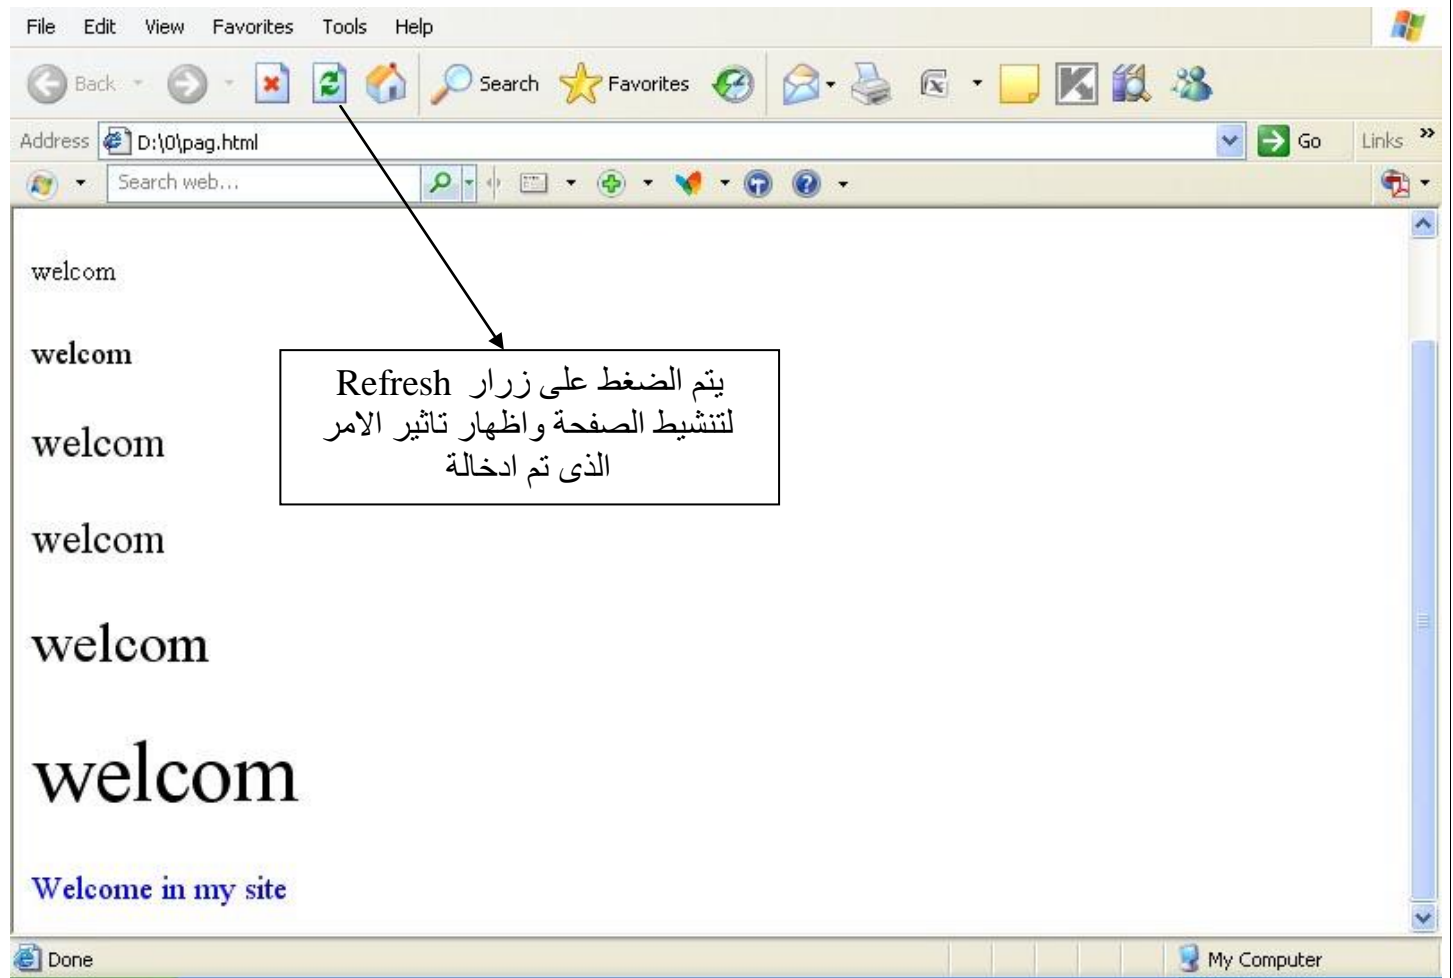 File Edit View Favorites Tools Help
Back Search Favorites
Address D:\0\pag.html Go Links »
Search web...
welcom
welcom
يتم الضغط على زرار Refresh
لتنشيط الصفحة واظهار تاثير الامر
الذى تم ادخالة
welcom
welcom
welcom
welcom
Welcome in my site
Done My Computer